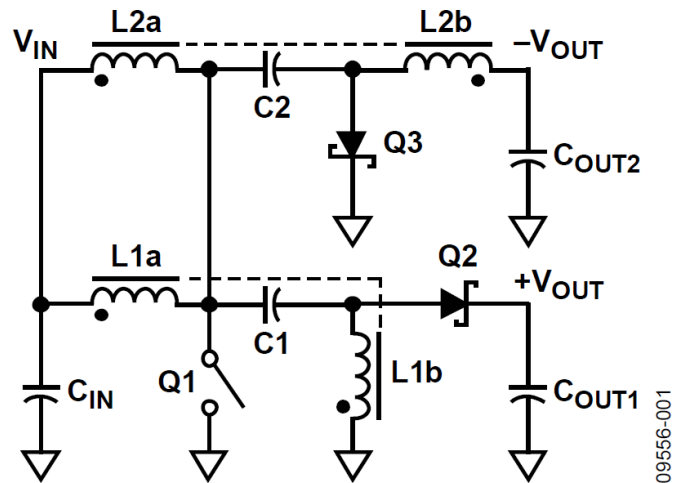 L2a
L2b
VIN
–VOUT
C2
Q3
COUT2
L1a
Q2
+VOUT
C1
Q1
L1b
CIN
COUT1
09556-001